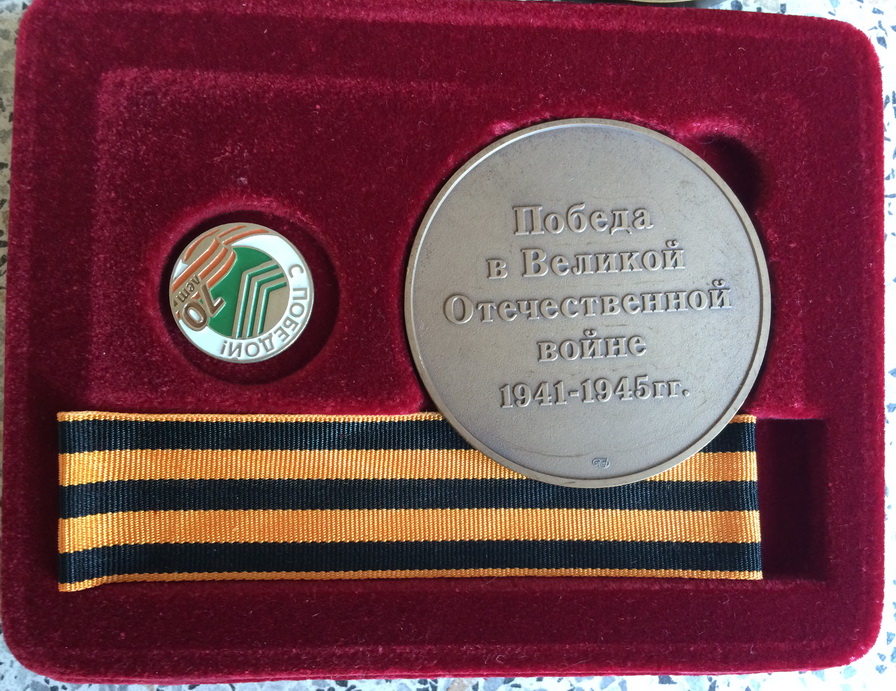 70
лет!
С ПОБЕДОЙ!
Победа
в Великой
Отечественной
войне
1941-1945гг.